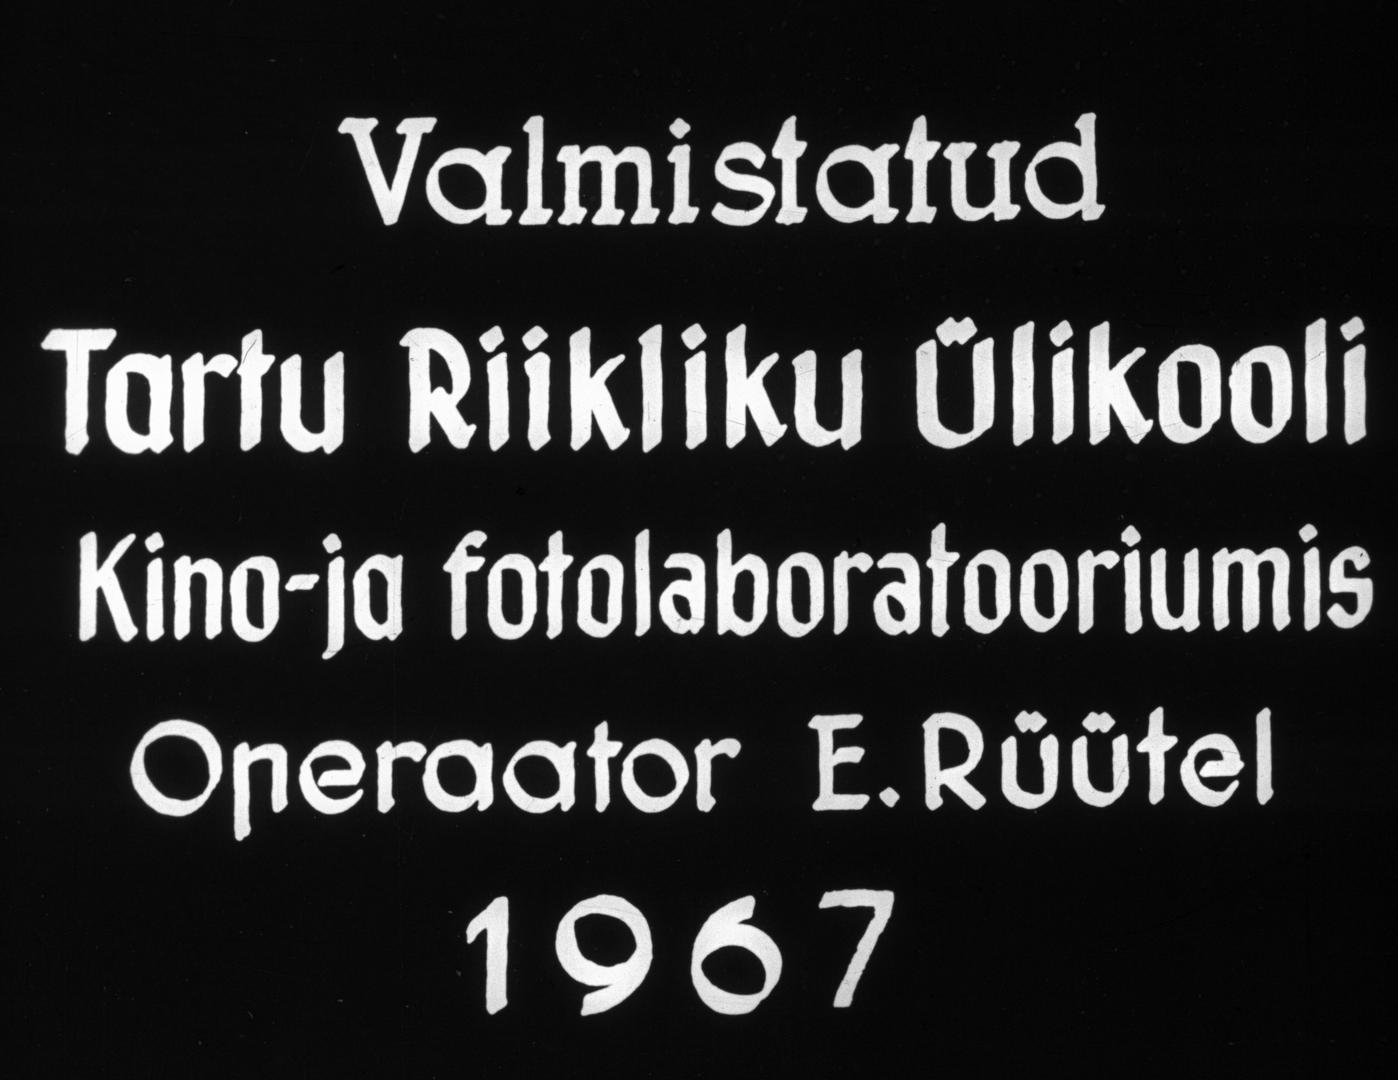 Valmistatud
Tartu Riikliku Ülikooli
Kino-ja fotolaboratooriumis
Operaator E. Rüütel
1967